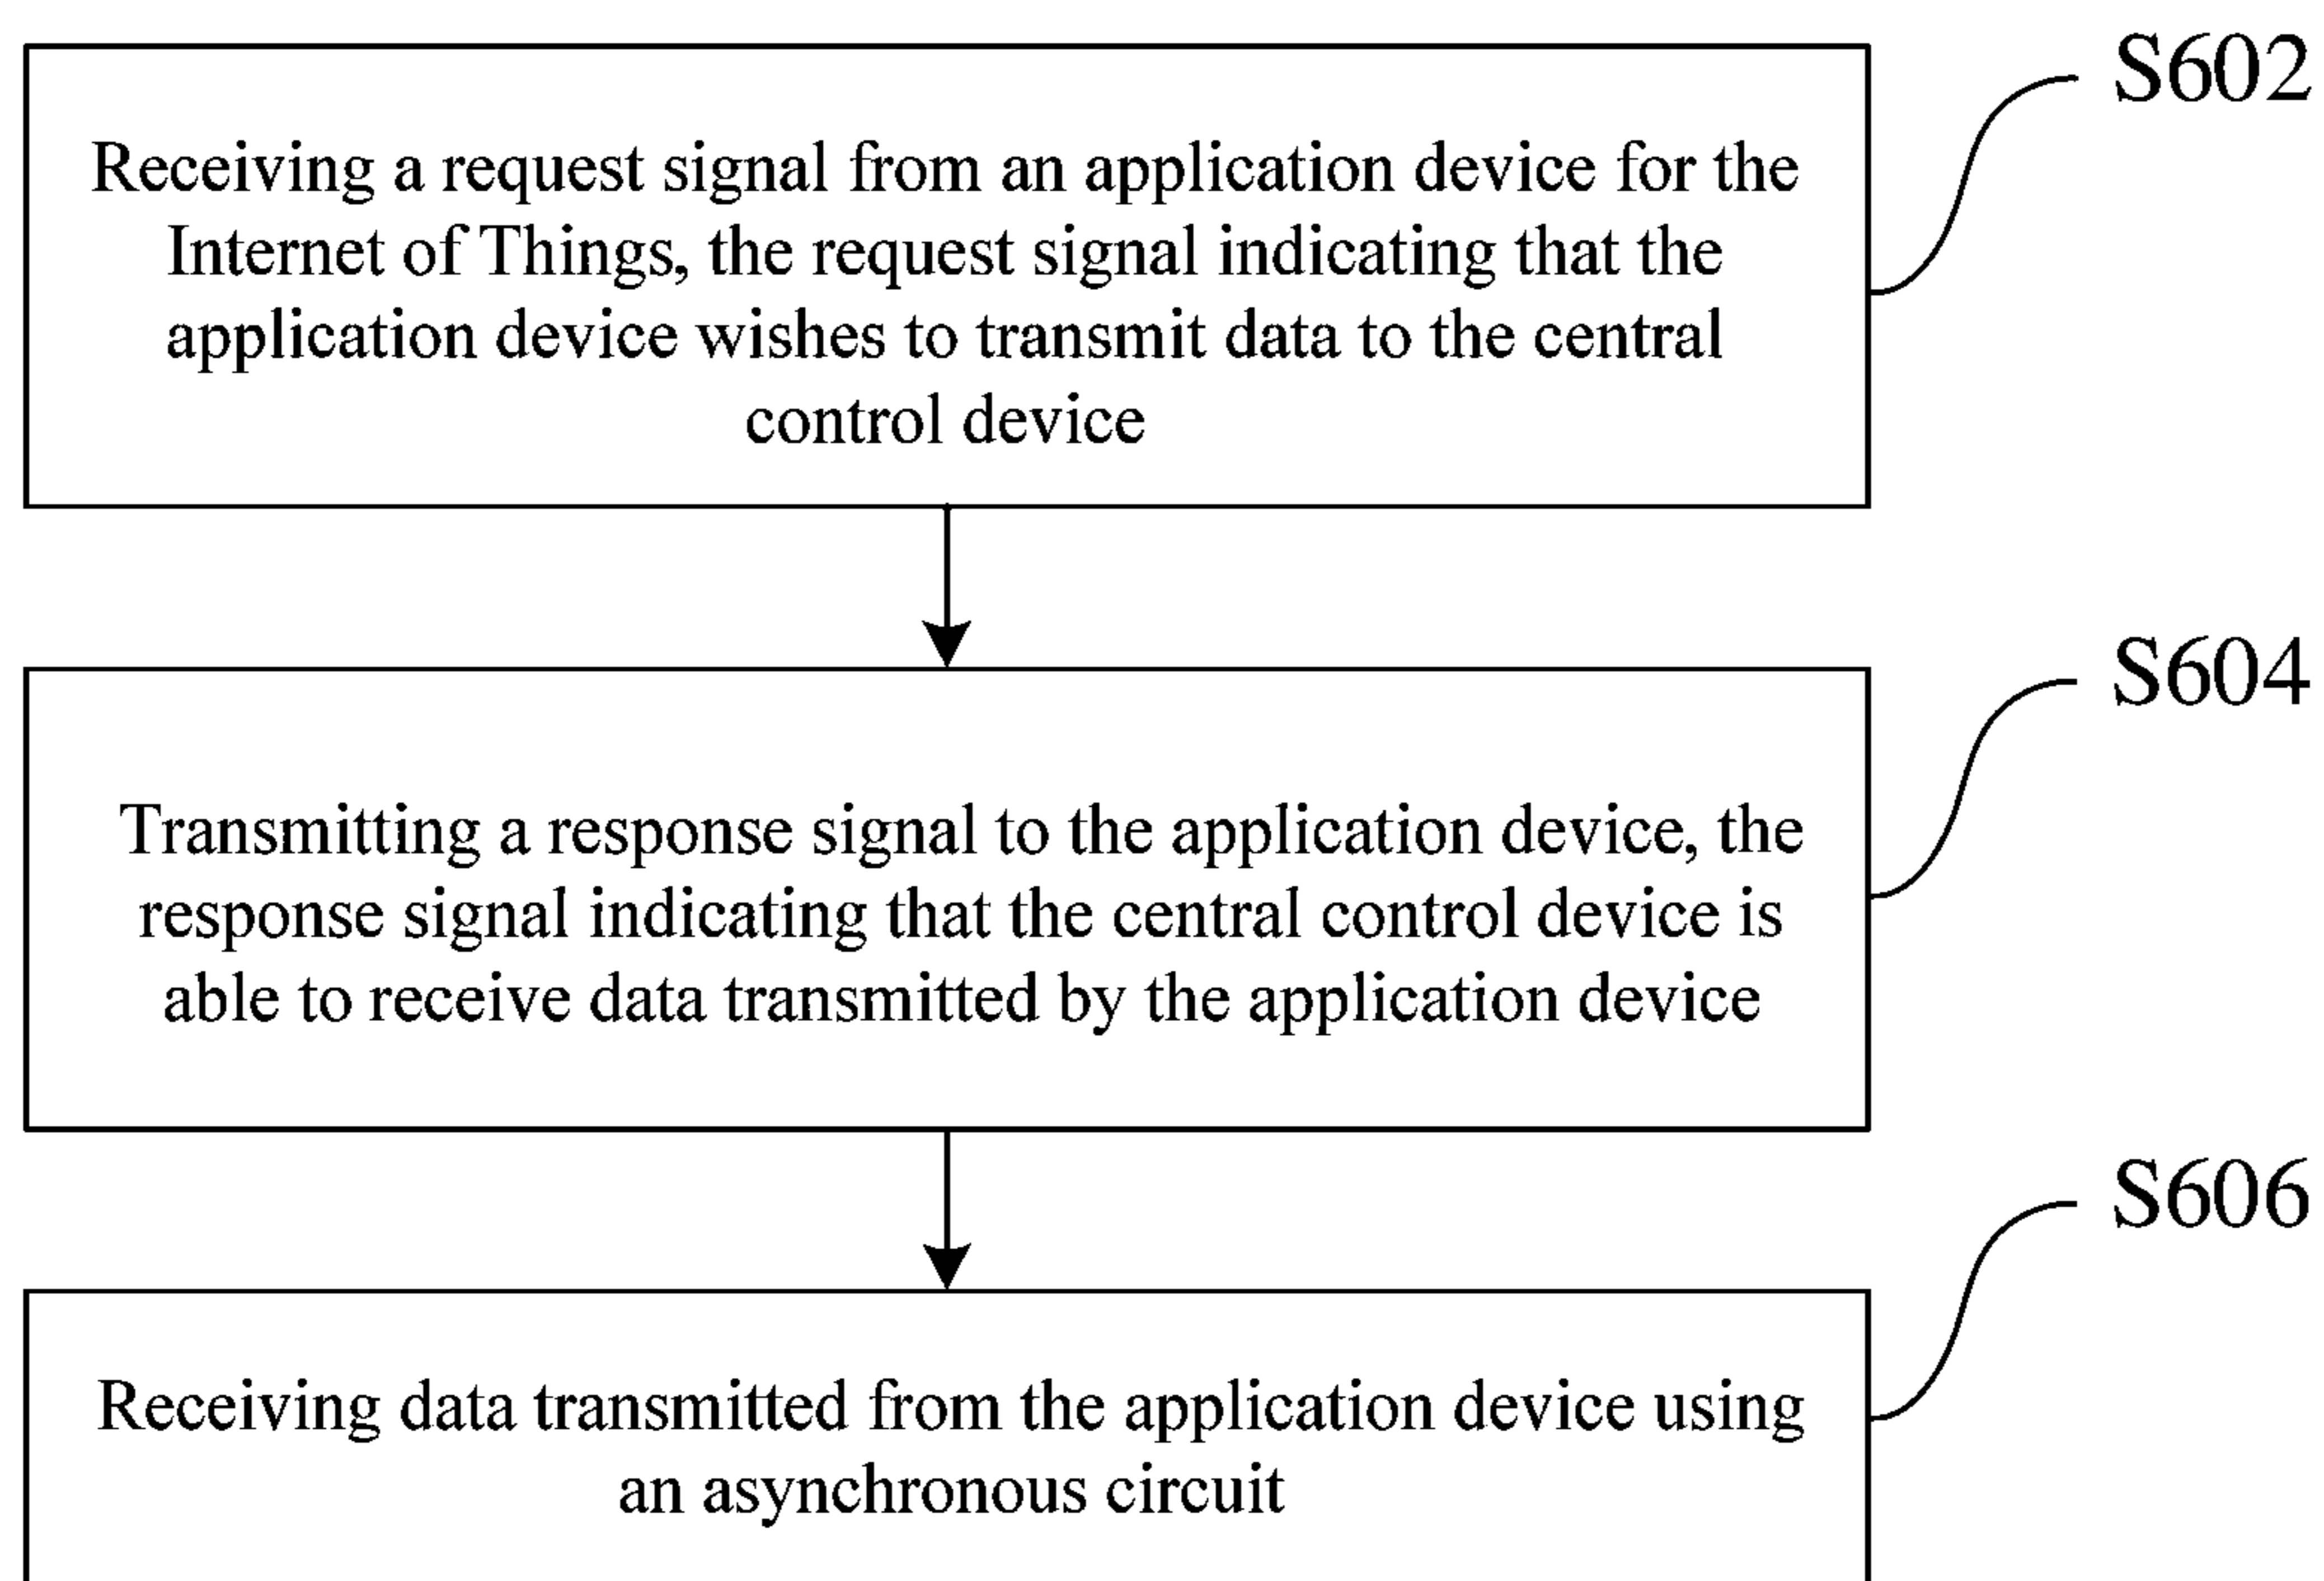 S602
Receiving a request signal from an application device for the
Internet of Things, the request signal indicating that the
application device wishes to transmit data to the central
control device
S604
Transmitting a response signal to the application device, the
response signal indicating that the central control device is
able to receive data transmitted by the application device
S606
Receiving data transmitted from the application device using
an asynchronous circuit